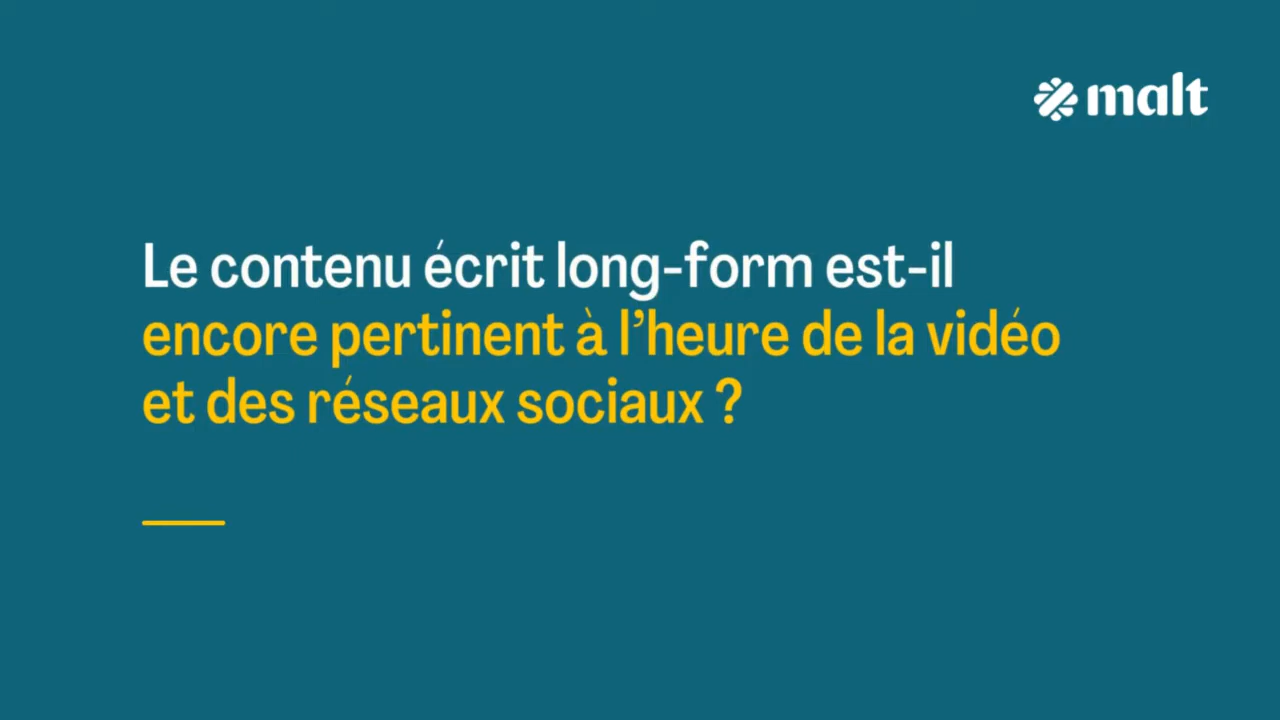 malt
Le contenu écrit long-form est-il
encore pertinent à l’heure de la vidéo
et des réseaux sociaux ?